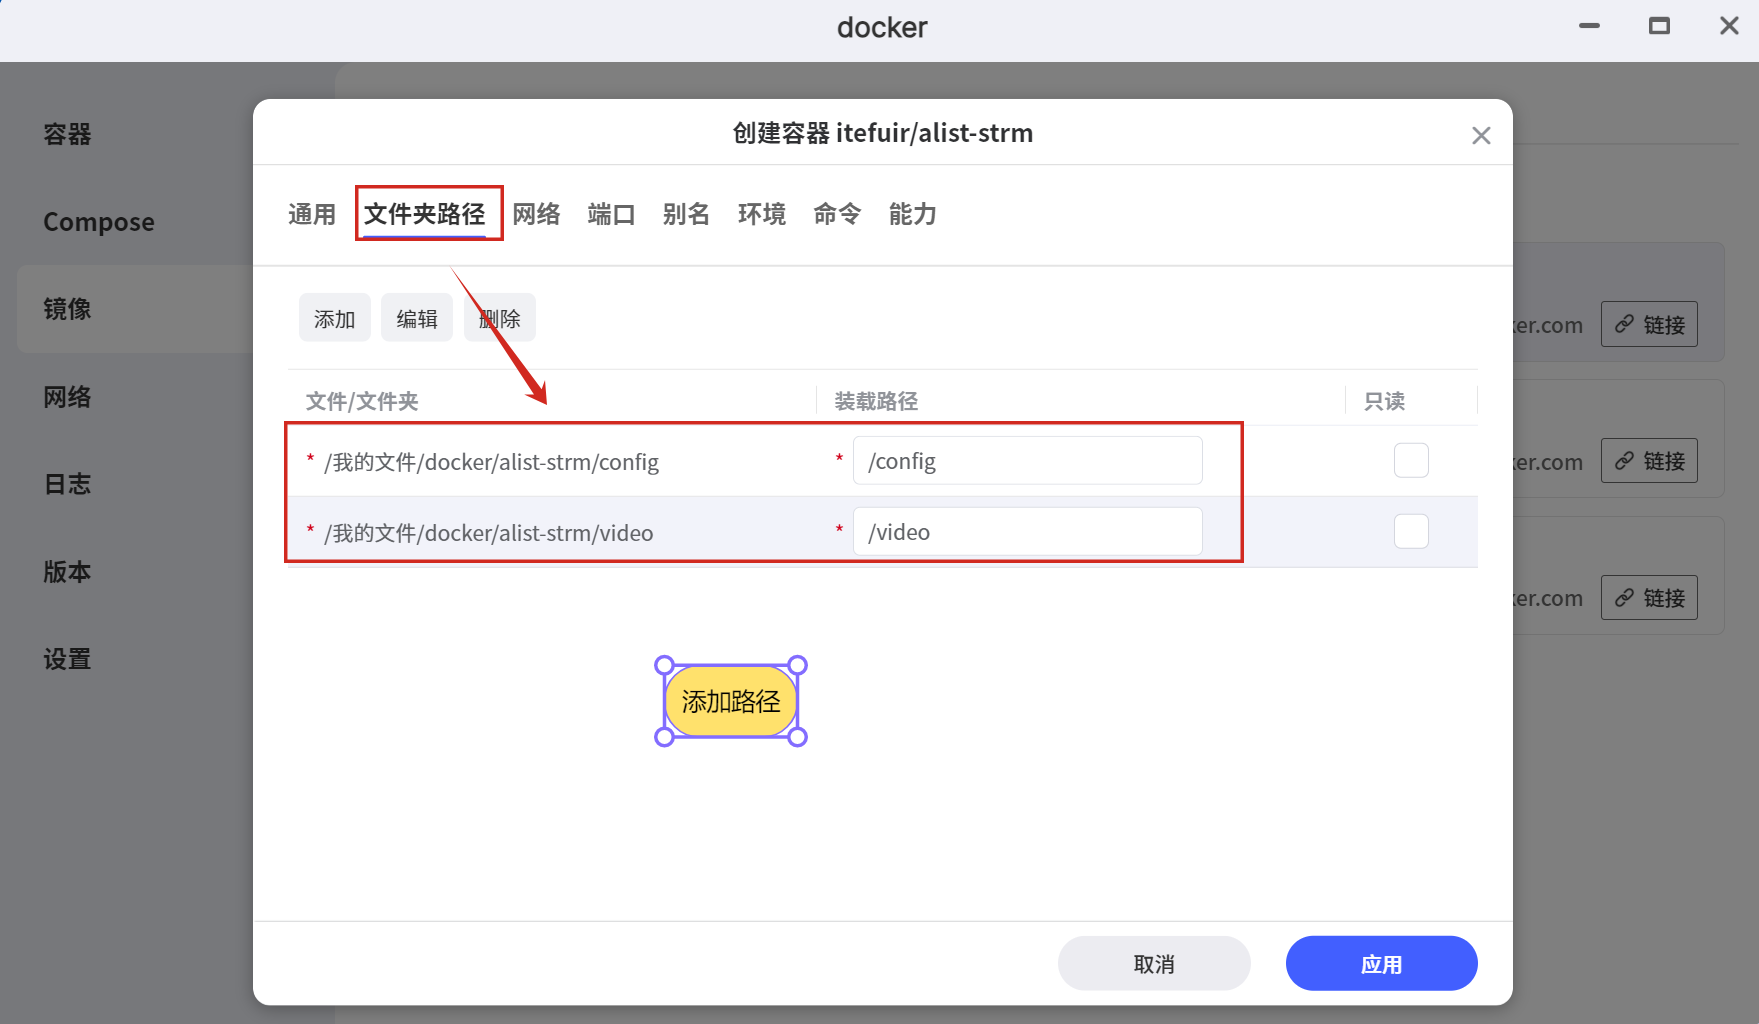 docker
容器
Compose
镜像
网络
日志
版本
设置
创建容器 itefuir/alist-strm
通用 文件夹路径 网络 端口 别名 环境 命令 能力
添加 编辑 删除
文件/文件夹 装载路径 只读
* /我的文件/docker/alist-strm/config * /config
* /我的文件/docker/alist-strm/video * /video
添加路径
取消 应用
ker.com 链接
ker.com 链接
ker.com 链接